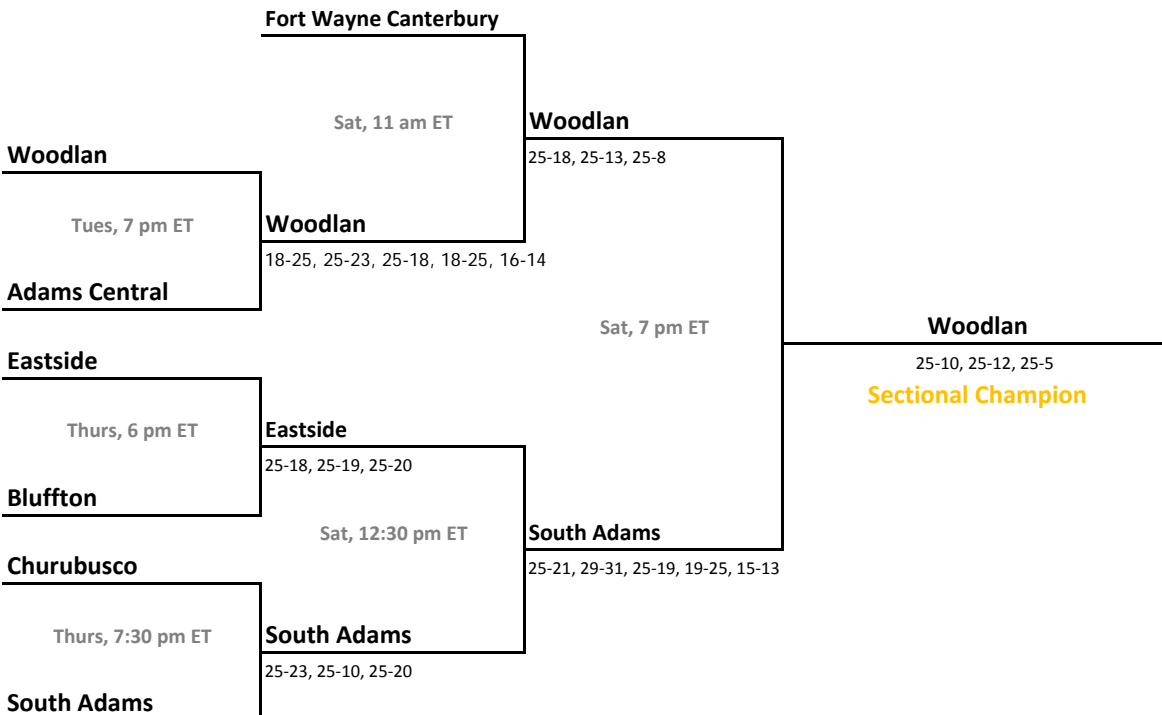 Fort Wayne Canterbury
Sat, 11 am ET
Woodlan
Woodlan
25-18, 25-13, 25-8
Tues, 7 pm ET
Woodlan
18-25, 25-23, 25-18, 18-25, 16-14
Adams Central
Sat, 7 pm ET
Woodlan
Eastside
25-10, 25-12, 25-5
Sectional Champion
Thurs, 6 pm ET
Eastside
25-18, 25-19, 25-20
Bluffton
Sat, 12:30 pm ET
South Adams
Churubusco
25-21, 29-31, 25-19, 19-25, 15-13
Thurs, 7:30 pm ET
South Adams
25-23, 25-10, 25-20
South Adams